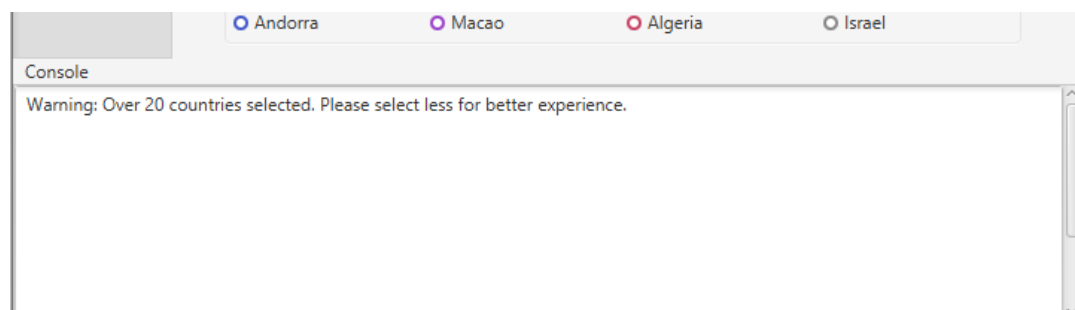 Andorra Macao Algeria Israel
Console
Warning: Over 20 countries selected. Please select less for better experience.